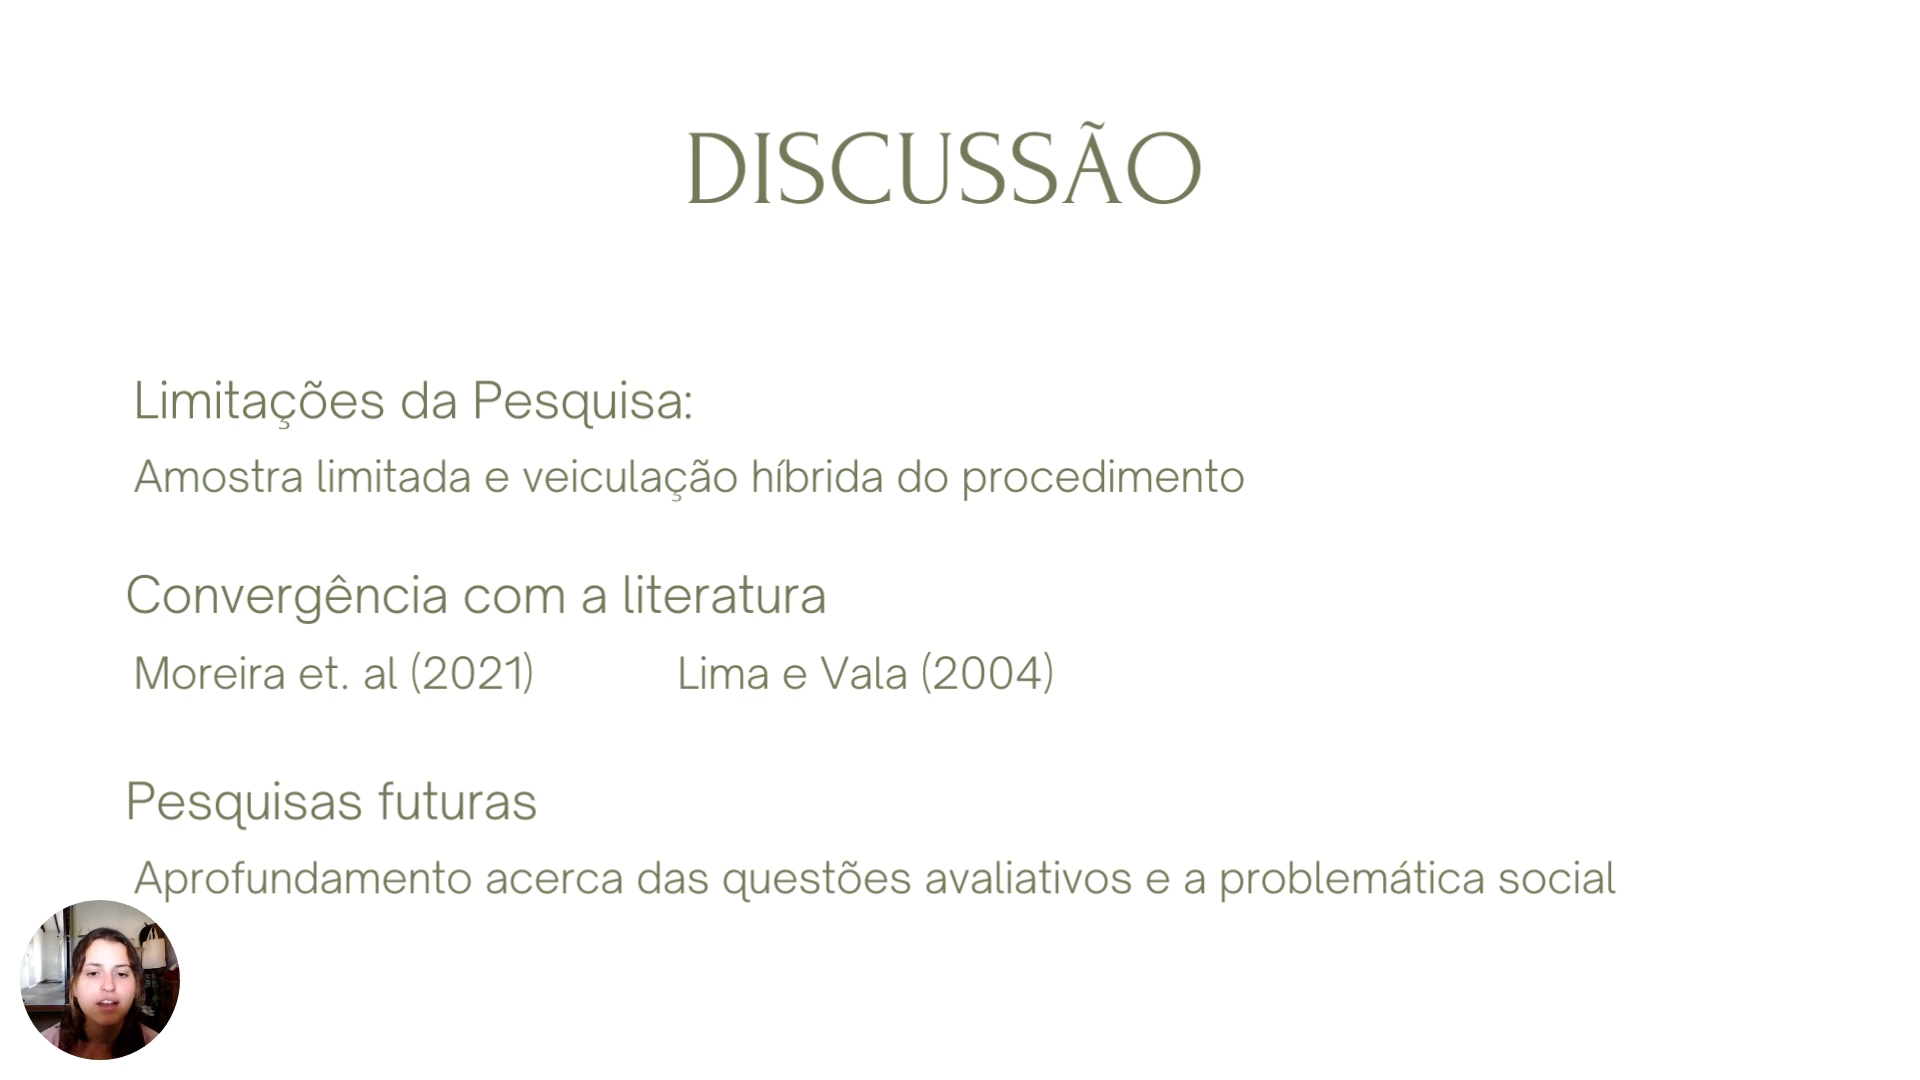 DISCUSSÃO
Limitações da Pesquisa:
Amostra limitada e veiculação híbrida do procedimento
Convergência com a literatura
Moreira et. al (2021) Lima e Vala (2004)
Pesquisas futuras
Aprofundamento acerca das questões avaliativos e a problemática social